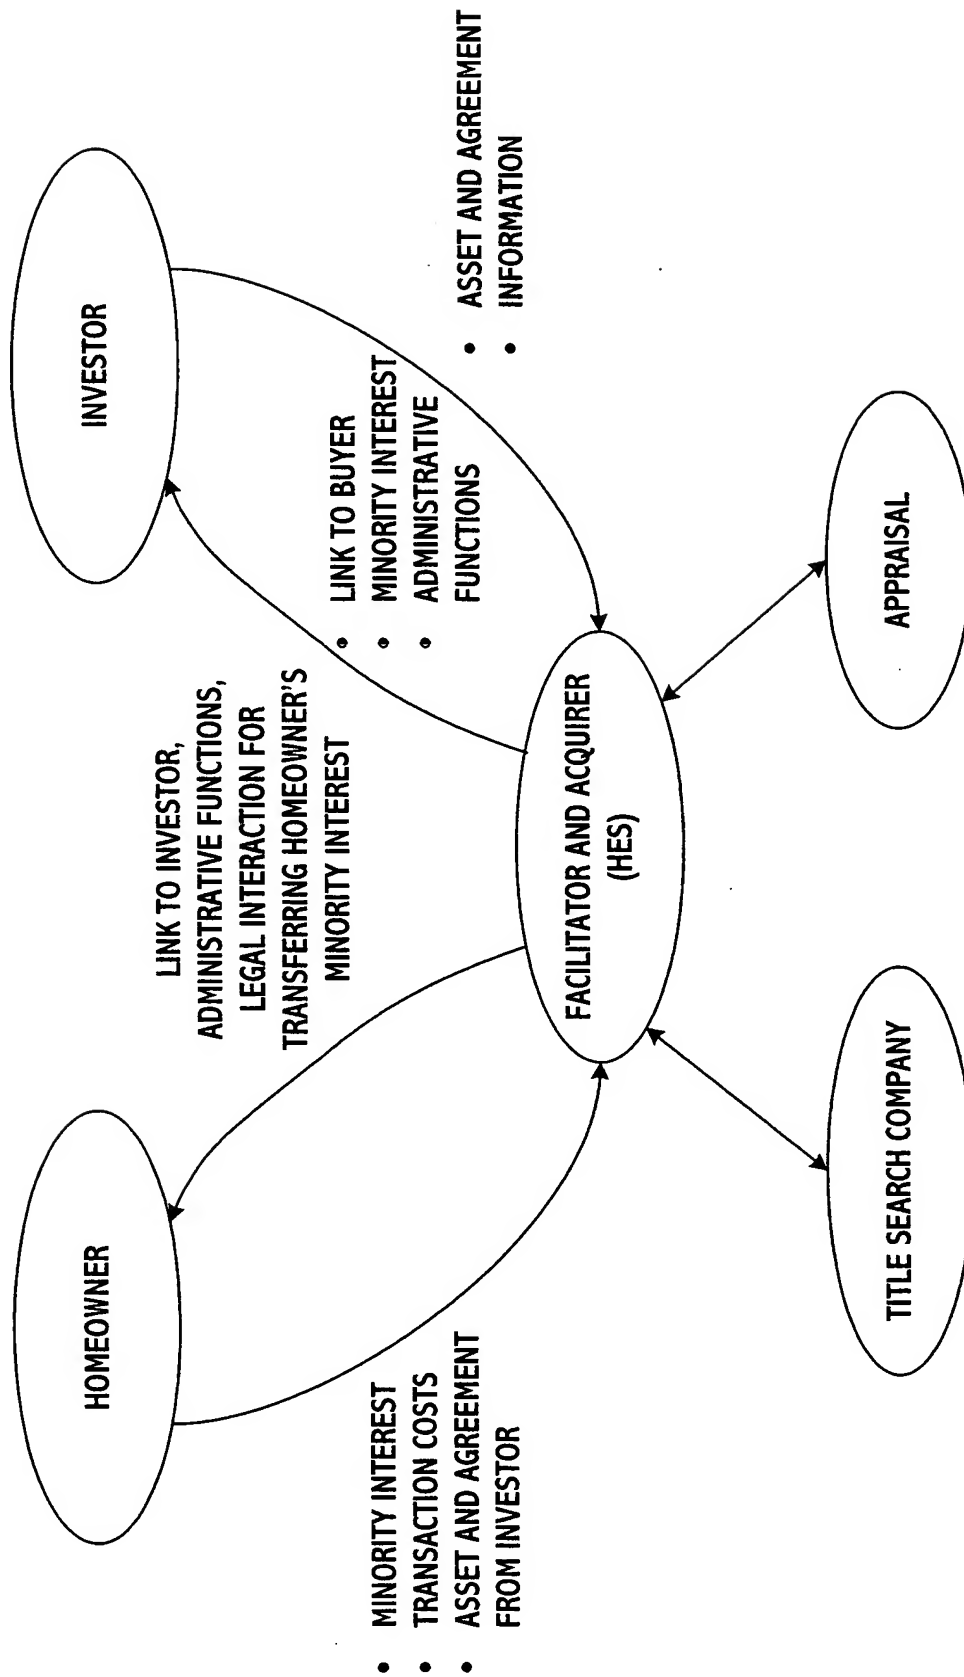 HOMEOWNER
INVESTOR
LINK TO INVESTOR,
ADMINISTRATIVE FUNCTIONS,
LEGAL INTERACTION FOR
TRANSFERRING HOMEOWNER'S
MINORITY INTEREST
• LINK TO BUYER
• MINORITY INTEREST
• ADMINISTRATIVE
FUNCTIONS
• MINORITY INTEREST
• TRANSACTION COSTS
• ASSET AND AGREEMENT
FROM INVESTOR
• ASSET AND AGREEMENT
• INFORMATION
FACILITATOR AND ACQUIRER
(HES)
TITLE SEARCH COMPANY
APPRAISAL